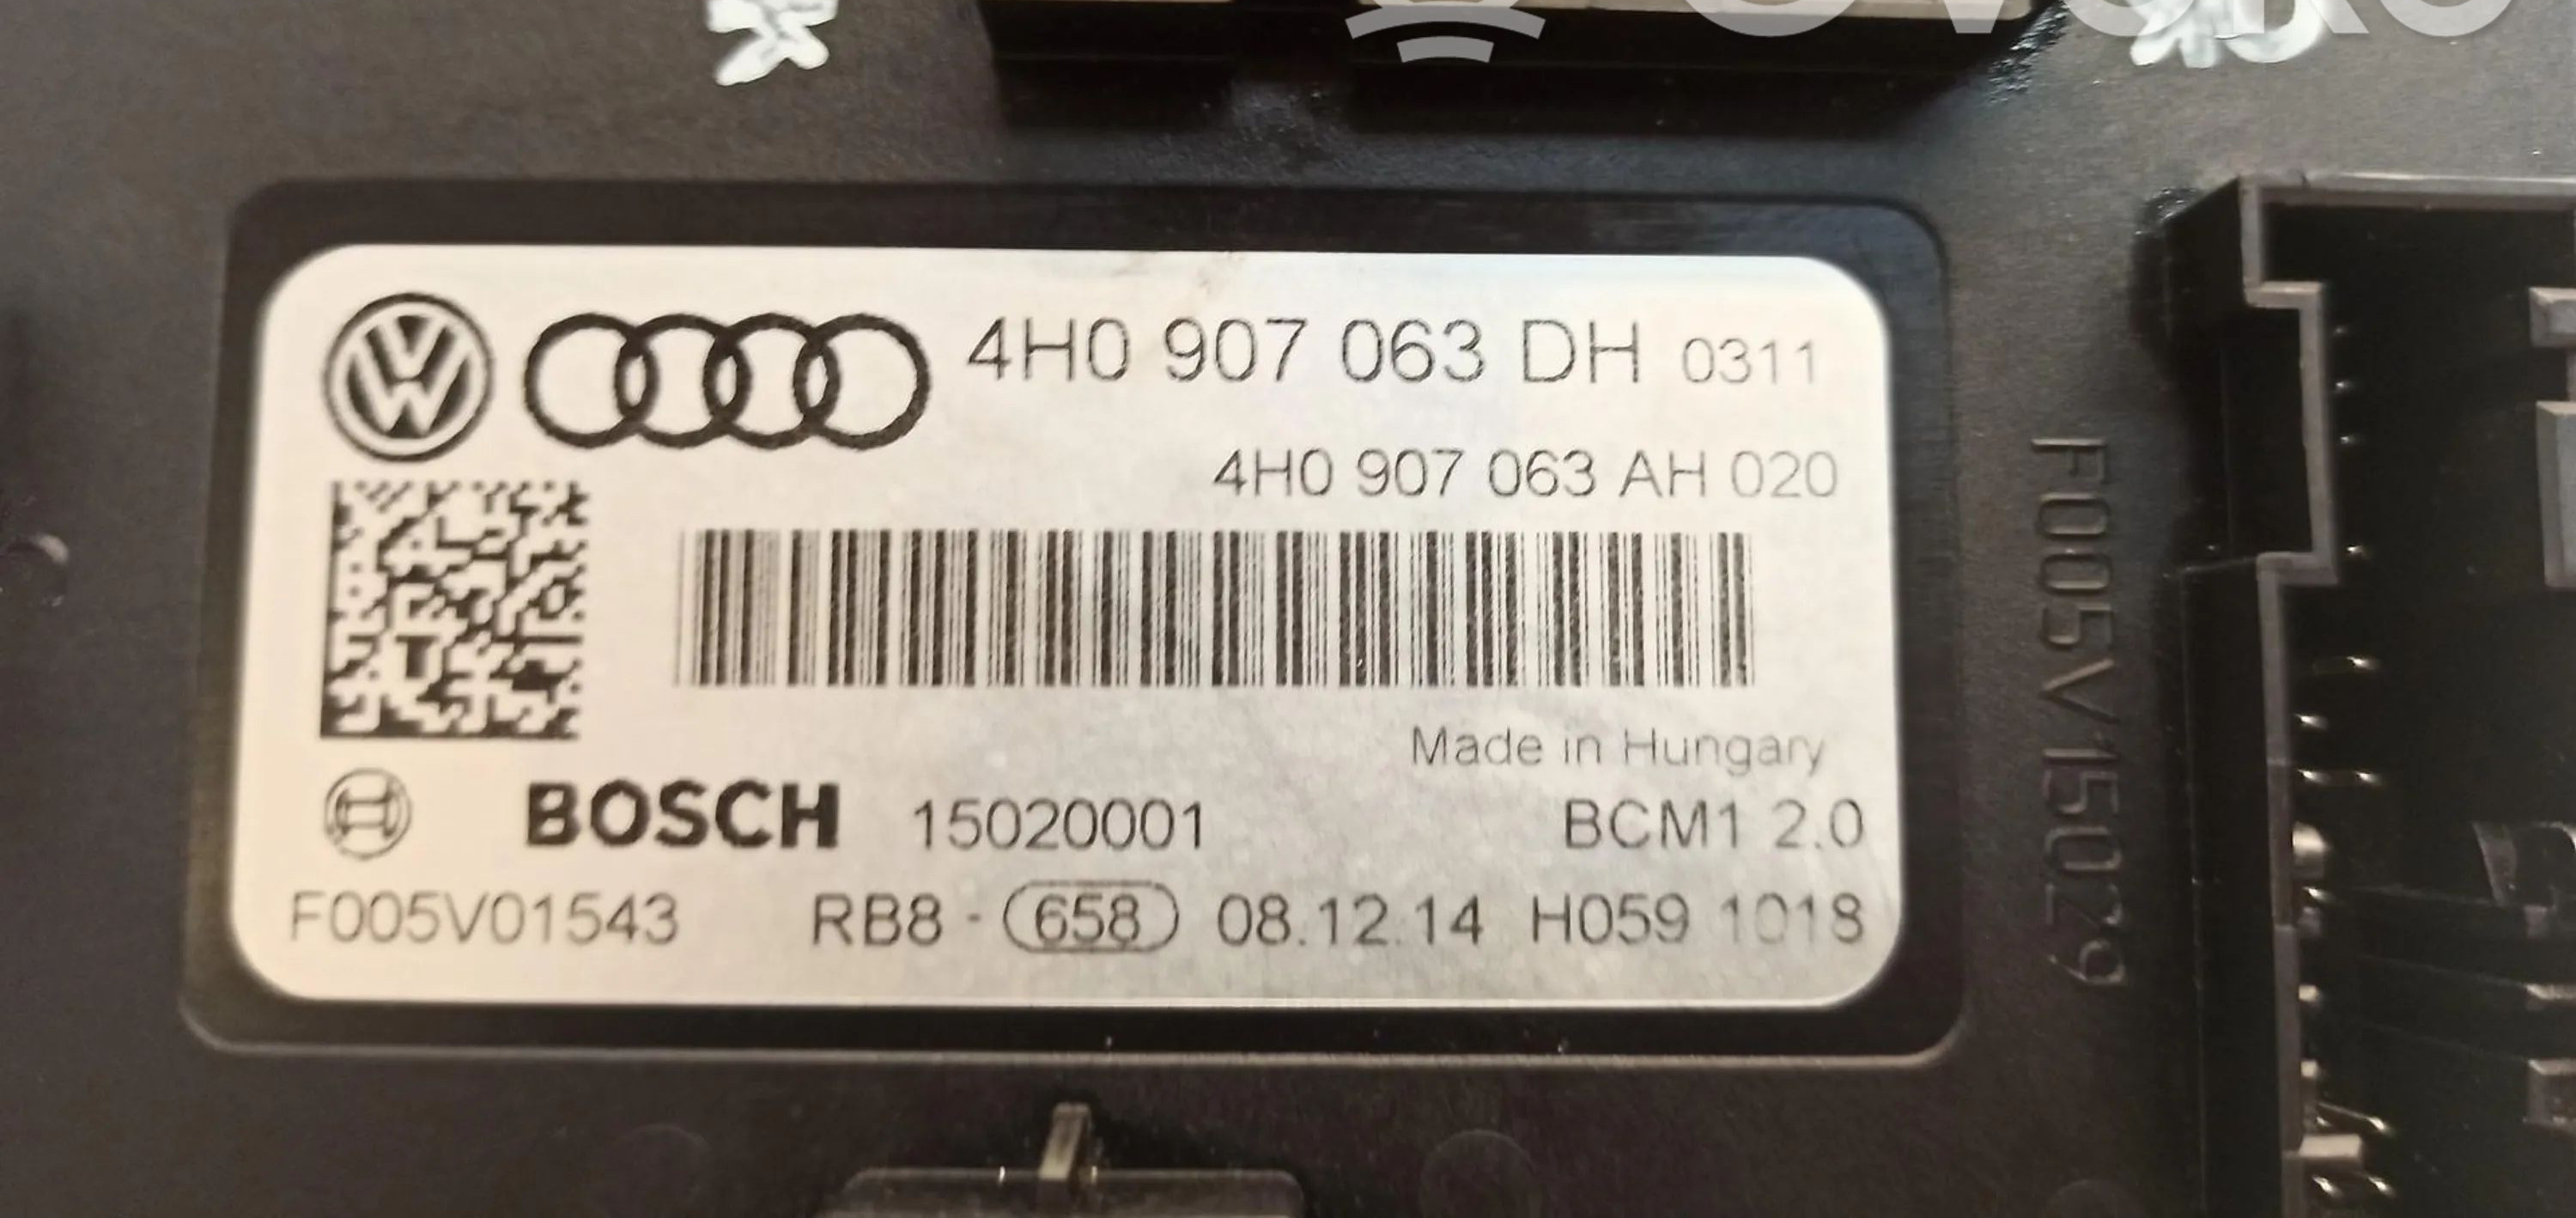 4H0 907 063 DH 0311
4H0 907 063 AH 020
Made in Hungary
BOSCH 15020001 BCM1 2.0
F005V01543 RB8 - 658 08.12.14 H059 1018
F005V15029